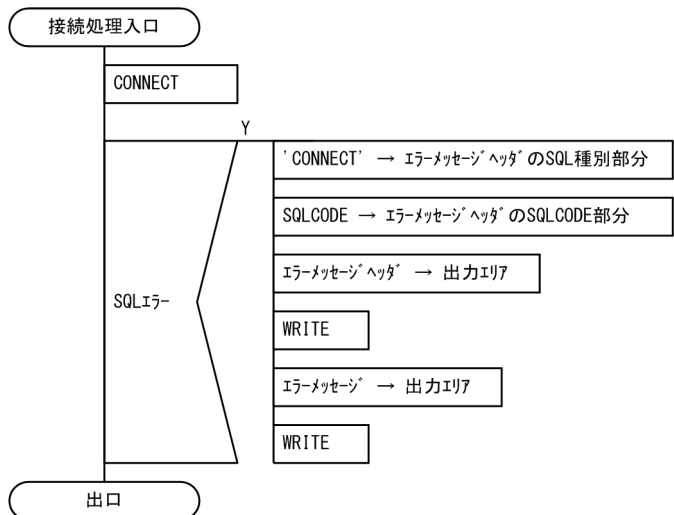 接続処理入口
CONNECT
Y
'CONNECT' → ｴﾗｰﾒｯｾｰｼﾞﾍｯﾀﾞのSQL種別部分
SQLCODE → ｴﾗｰﾒｯｾｰｼﾞﾍｯﾀﾞのSQLCODE部分
ｴﾗｰﾒｯｾｰｼﾞﾍｯﾀﾞ → 出力ｴﾘｱ
SQLｴﾗｰ
WRITE
ｴﾗｰﾒｯｾｰｼﾞ → 出力ｴﾘｱ
WRITE
出口